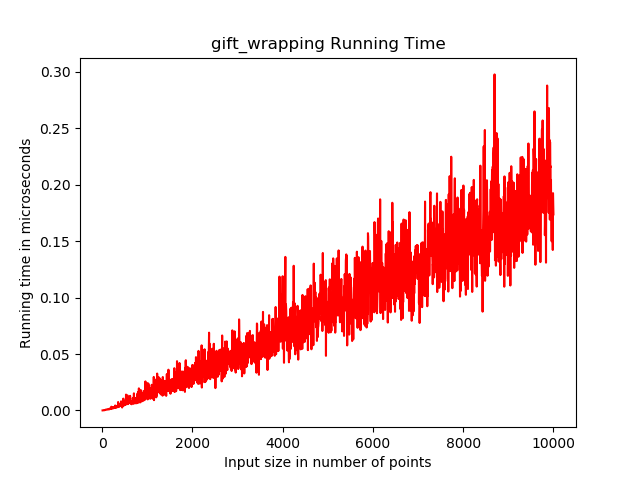 gift_wrapping Running Time
Running time in microseconds
0.30
0.25
0.20
0.15
0.10
0.05
0.00
0 2000 4000 6000 8000 10000
Input size in number of points